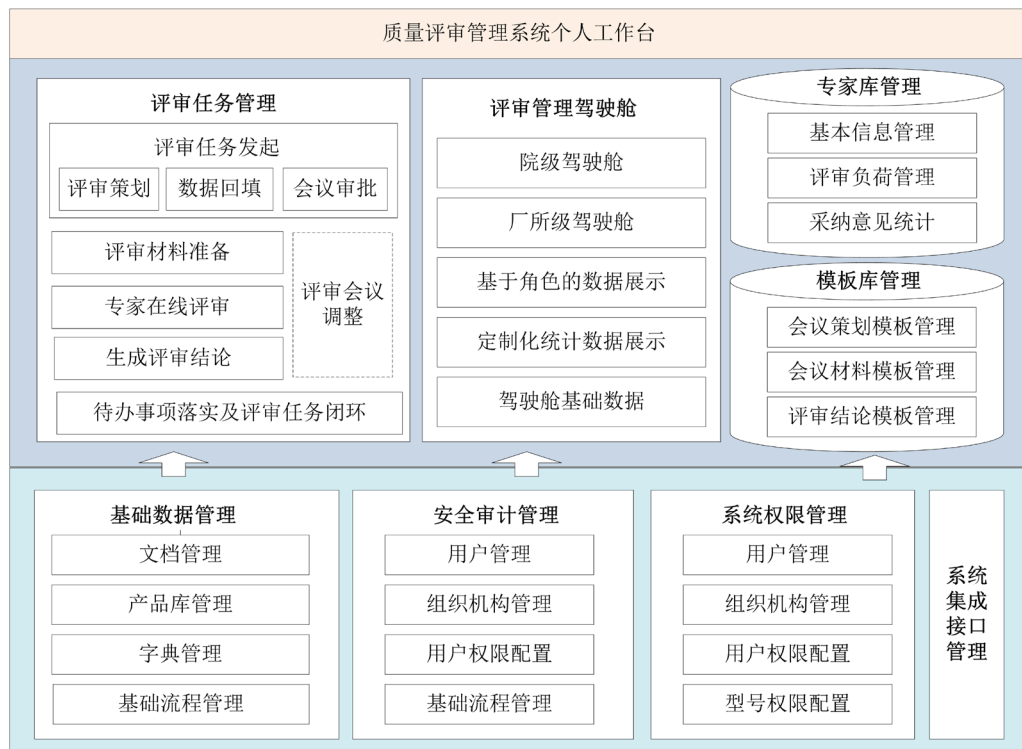 质量评审管理系统个人工作台
评审任务管理
评审任务发起
评审策划
数据回填
会议审批
评审材料准备
专家在线评审
生成评审结论
评审会议
调整
待办事项落实及评审任务闭环
评审管理驾驶舱
院级驾驶舱
厂所级驾驶舱
基于角色的数据展示
定制化统计数据展示
驾驶舱基础数据
专家库管理
基本信息管理
评审负荷管理
采纳意见统计
模板库管理
会议策划模板管理
会议材料模板管理
评审结论模板管理
基础数据管理
文档管理
产品库管理
字典管理
基础流程管理
安全审计管理
用户管理
组织机构管理
用户权限配置
基础流程管理
系统权限管理
用户管理
组织机构管理
用户权限配置
型号权限配置
系统
集成
接口
管理